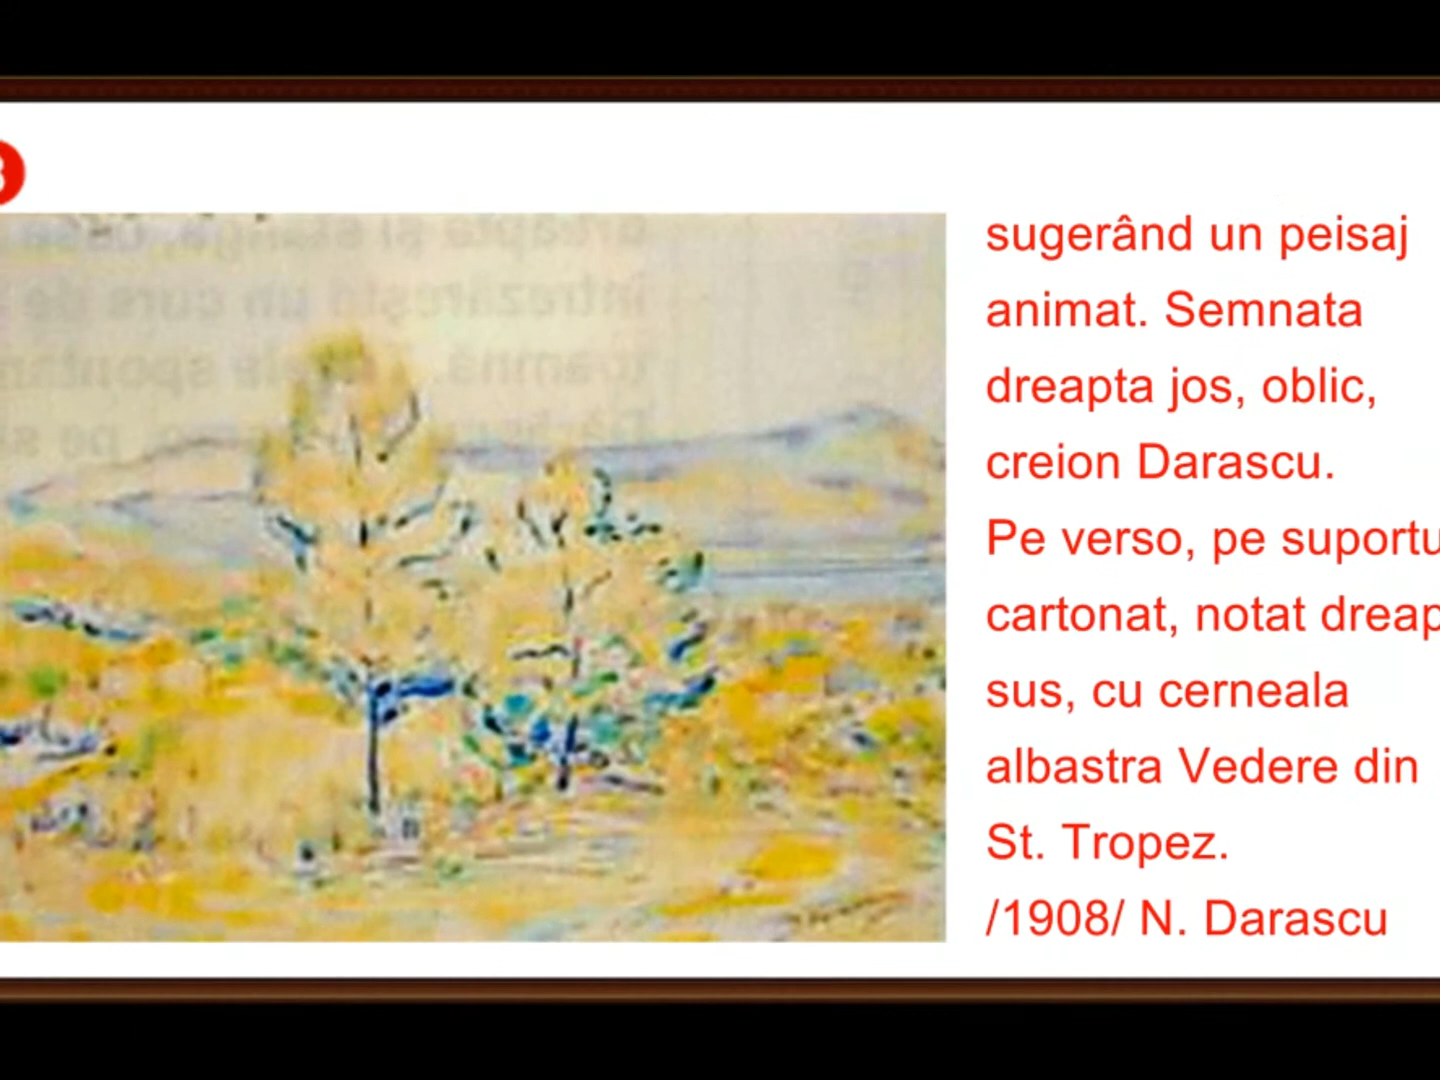 sugerând un peisaj
animat. Semnata
dreapta jos, oblic,
creion Darascu.
Pe verso, pe suportu
cartonat, notat dreap
sus, cu cerneala
albastra Vedere din
St. Tropez.
/1908/ N. Darascu